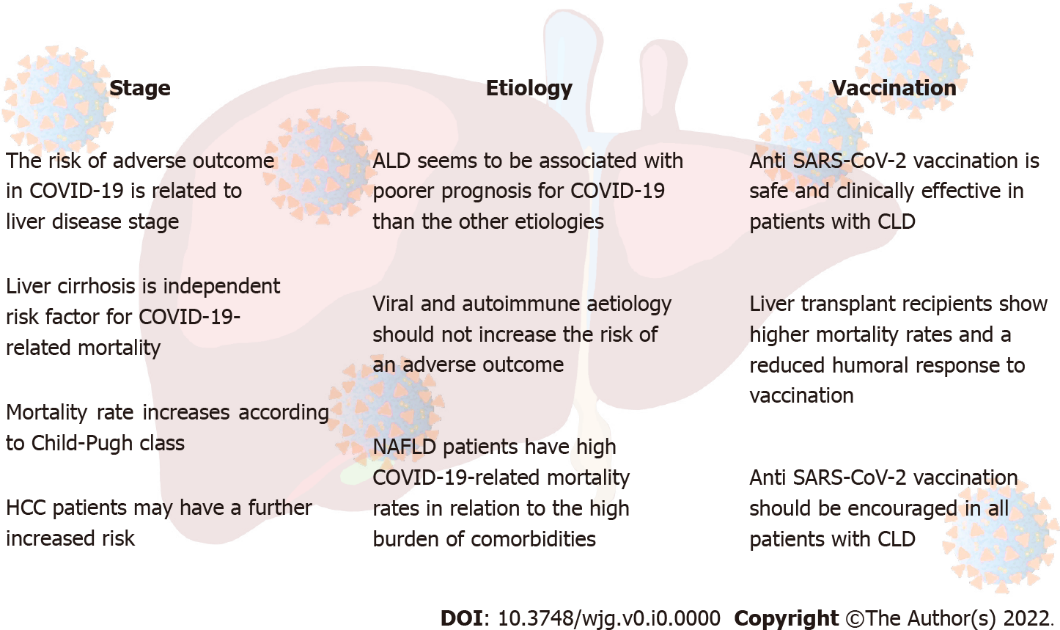 Stage
The risk of adverse outcome
in COVID-19 is related to
liver disease stage
Liver cirrhosis is independent
risk factor for COVID-19-
related mortality
Mortality rate increases according
to Child-Pugh class
HCC patients may have a further
increased risk
Etiology
ALD seems to be associated with
poorer prognosis for COVID-19
than the other etiologies
Viral and autoimmune aetiology
should not increase the risk of
an adverse outcome
NAFLD patients have high
COVID-19-related mortality
rates in relation to the high
burden of comorbidities
Vaccination
Anti SARS-CoV-2 vaccination is
safe and clinically effective in
patients with CLD
Liver transplant recipients show
higher mortality rates and a
reduced humoral response to
vaccination
Anti SARS-CoV-2 vaccination
should be encouraged in all
patients with CLD
DOI: 10.3748/wjg.v0.i0.0000 Copyright ©The Author(s) 2022.